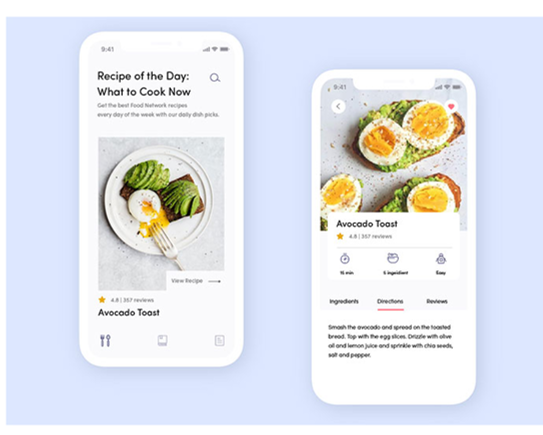 9:41
Recipe of the Day:
What to Cook Now
Get the best Food Network recipes
every day of the week with our daily dish picks.
View Recipe
4.8 | 357 reviews
Avocado Toast
9:41
Avocado Toast
4.8 | 357 reviews
15 min
5 ingredient
Easy
Ingredients
Directions
Reviews
Smash the avocado and spread on the toasted
bread. Top with the egg slices. Drizzle with olive
oil and lemon juice and sprinkle with chia seeds,
salt and pepper.